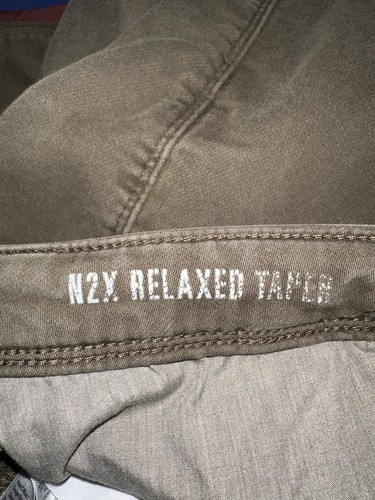 N2X RELAXED TAPER